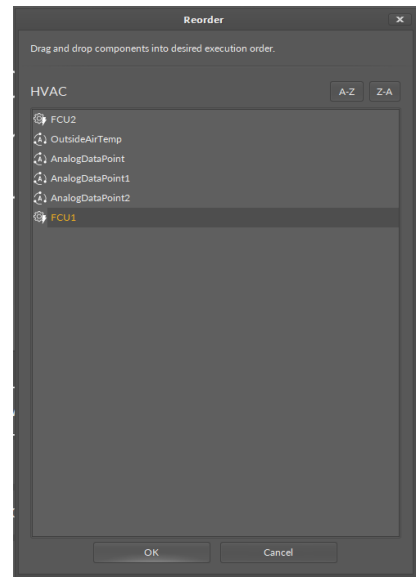 Reorder
Drag and drop components into desired execution order.
HVAC
A-Z Z-A
FCU2
OutsideAirTemp
AnalogDataPoint
AnalogDataPoint1
AnalogDataPoint2
FCU1
OK Cancel